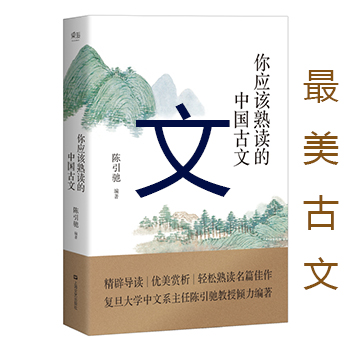 果麦
你应该熟读的
中国古文
陈引驰
编著
文
你应该熟读的
中国古文
陈引驰 编著
精辟导读|优美赏析|轻松熟读名篇佳作
复旦大学中文系主任陈引驰教授倾力编著
最美古文